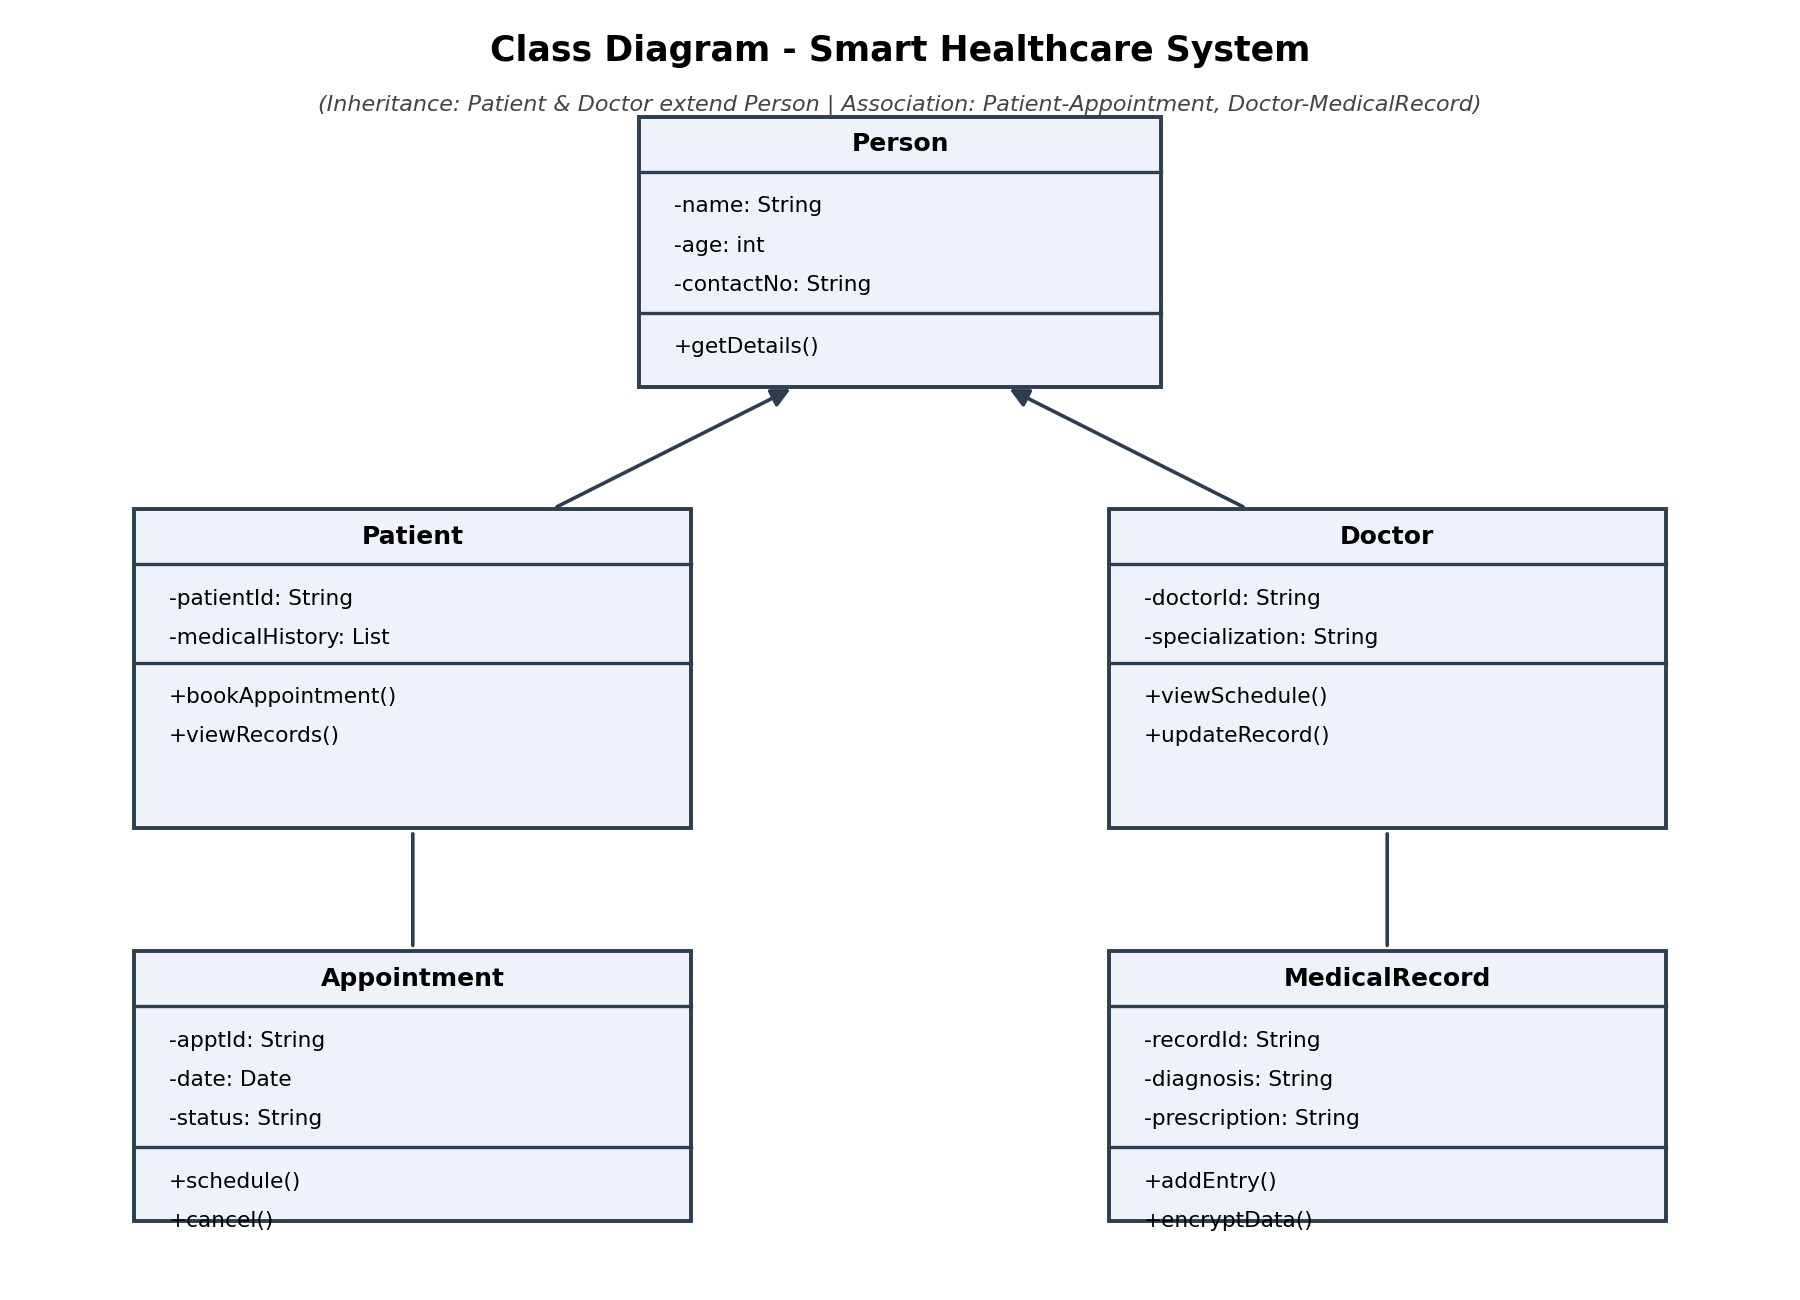 Class Diagram - Smart Healthcare System
(Inheritance: Patient & Doctor extend Person | Association: Patient-Appointment, Doctor-MedicalRecord)
Person
-name: String
-age: int
-contactNo: String
+getDetails()
Patient
-patientId: String
-medicalHistory: List
+bookAppointment()
+viewRecords()
Doctor
-doctorId: String
-specialization: String
+viewSchedule()
+updateRecord()
Appointment
-apptId: String
-date: Date
-status: String
+schedule()
+cancel()
MedicalRecord
-recordId: String
-diagnosis: String
-prescription: String
+addEntry()
+encryptData()